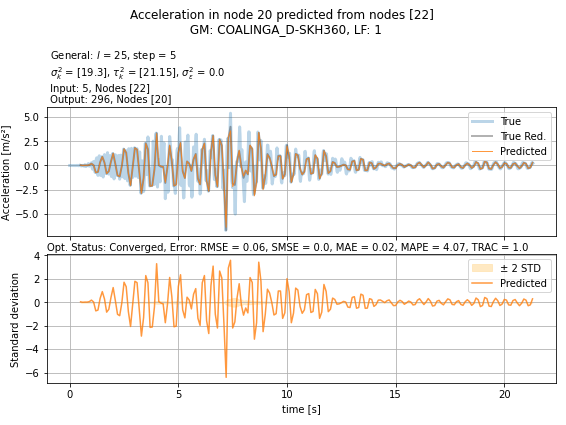 Acceleration in node 20 predicted from nodes [22]
GM: COALINGA_D-SKH360, LF: 1
General: l = 25, step = 5
σ²ₖ = [19.3], τ²ₖ = [21.15], σ²ε = 0.0
Input: 5, Nodes [22]
Output: 296, Nodes [20]
Acceleration [m/s²]
5.0
2.5
0.0
−2.5
−5.0
True
True Red.
Predicted
Opt. Status: Converged, Error: RMSE = 0.06, SMSE = 0.0, MAE = 0.02, MAPE = 4.07, TRAC = 1.0
Standard deviation
4
2
0
−2
−4
−6
± 2 STD
Predicted
0 5 10 15 20
time [s]